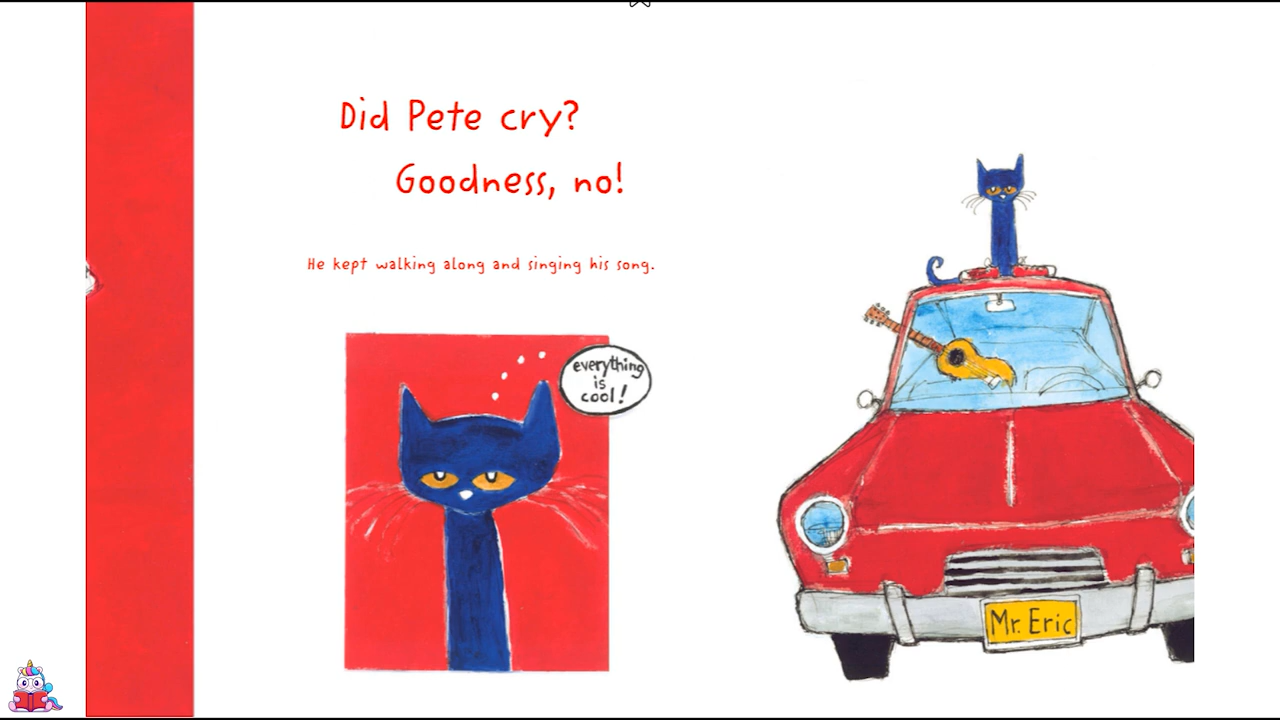 Did Pete cry?
Goodness, no!
He kept walking along and singing his song.
everything
is
cool!
Mr. Eric